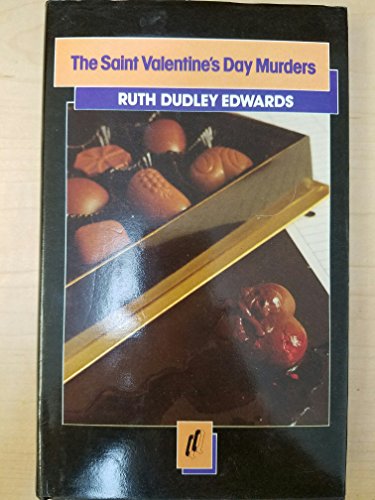 The Saint Valentine's Day Murders
RUTH DUDLEY EDWARDS